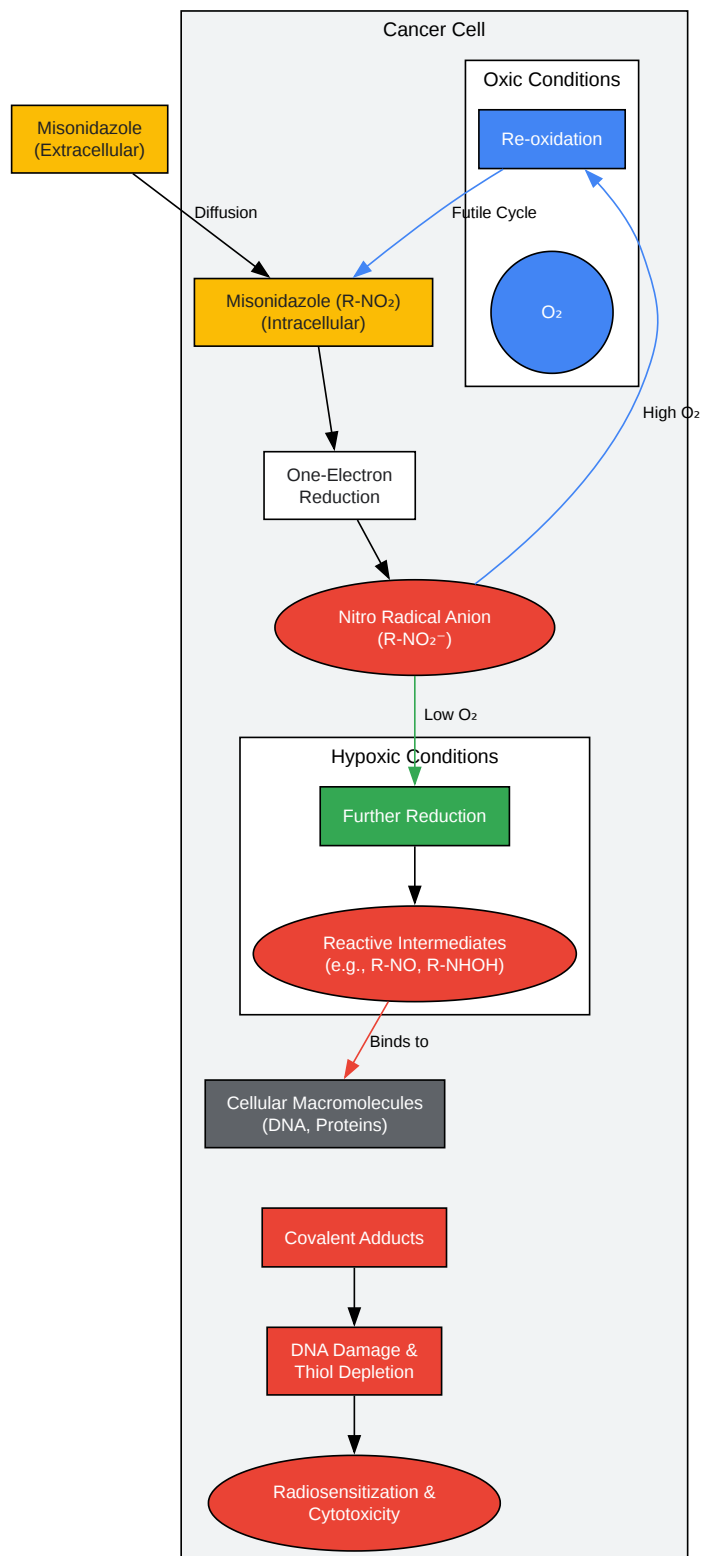 Cancer Cell
Oxic Conditions
Misonidazole
(Extracellular)
Re-oxidation
Diffusion
Futile Cycle
Misonidazole (R-NO₂)
(Intracellular)
O₂
High O₂
One-Electron
Reduction
Nitro Radical Anion
(R-NO₂⁻)
Low O₂
Hypoxic Conditions
Further Reduction
Reactive Intermediates
(e.g., R-NO, R-NHOH)
Binds to
Cellular Macromolecules
(DNA, Proteins)
Covalent Adducts
DNA Damage &
Thiol Depletion
Radiosensitization &
Cytotoxicity